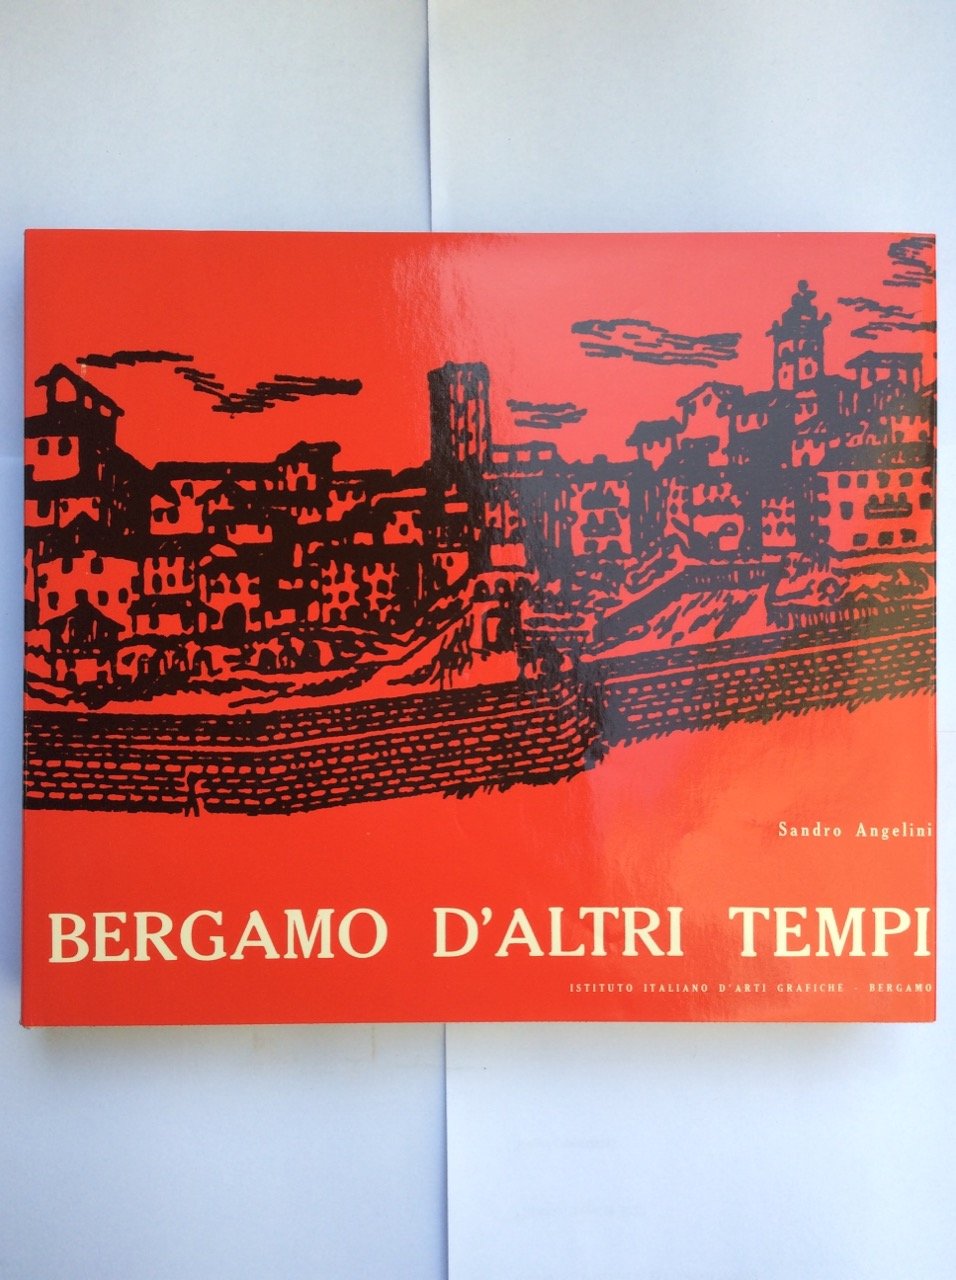 Sandro Angelini
BERGAMO D'ALTRI TEMPI
ISTITUTO ITALIANO D'ARTI GRAFICHE - BERGAMO